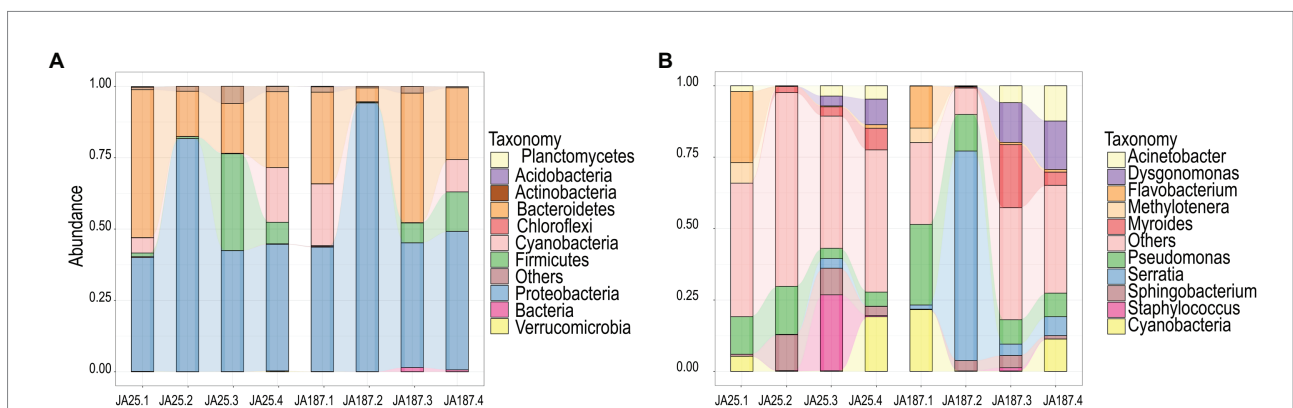 A
Abundance
1.00
0.75
0.50
0.25
0.00
JA25.1 JA25.2 JA25.3 JA25.4 JA187.1 JA187.2 JA187.3 JA187.4
Taxonomy
Planctomycetes
Acidobacteria
Actinobacteria
Bacteroidetes
Chloroflexi
Cyanobacteria
Firmicutes
Others
Proteobacteria
Bacteria
Verrucomicrobia
B
1.00
0.75
0.50
0.25
0.00
JA25.1 JA25.2 JA25.3 JA25.4 JA187.1 JA187.2 JA187.3 JA187.4
Taxonomy
Acinetobacter
Dysgonomonas
Flavobacterium
Methylotenera
Myroides
Others
Pseudomonas
Serratia
Sphingobacterium
Staphylococcus
Cyanobacteria